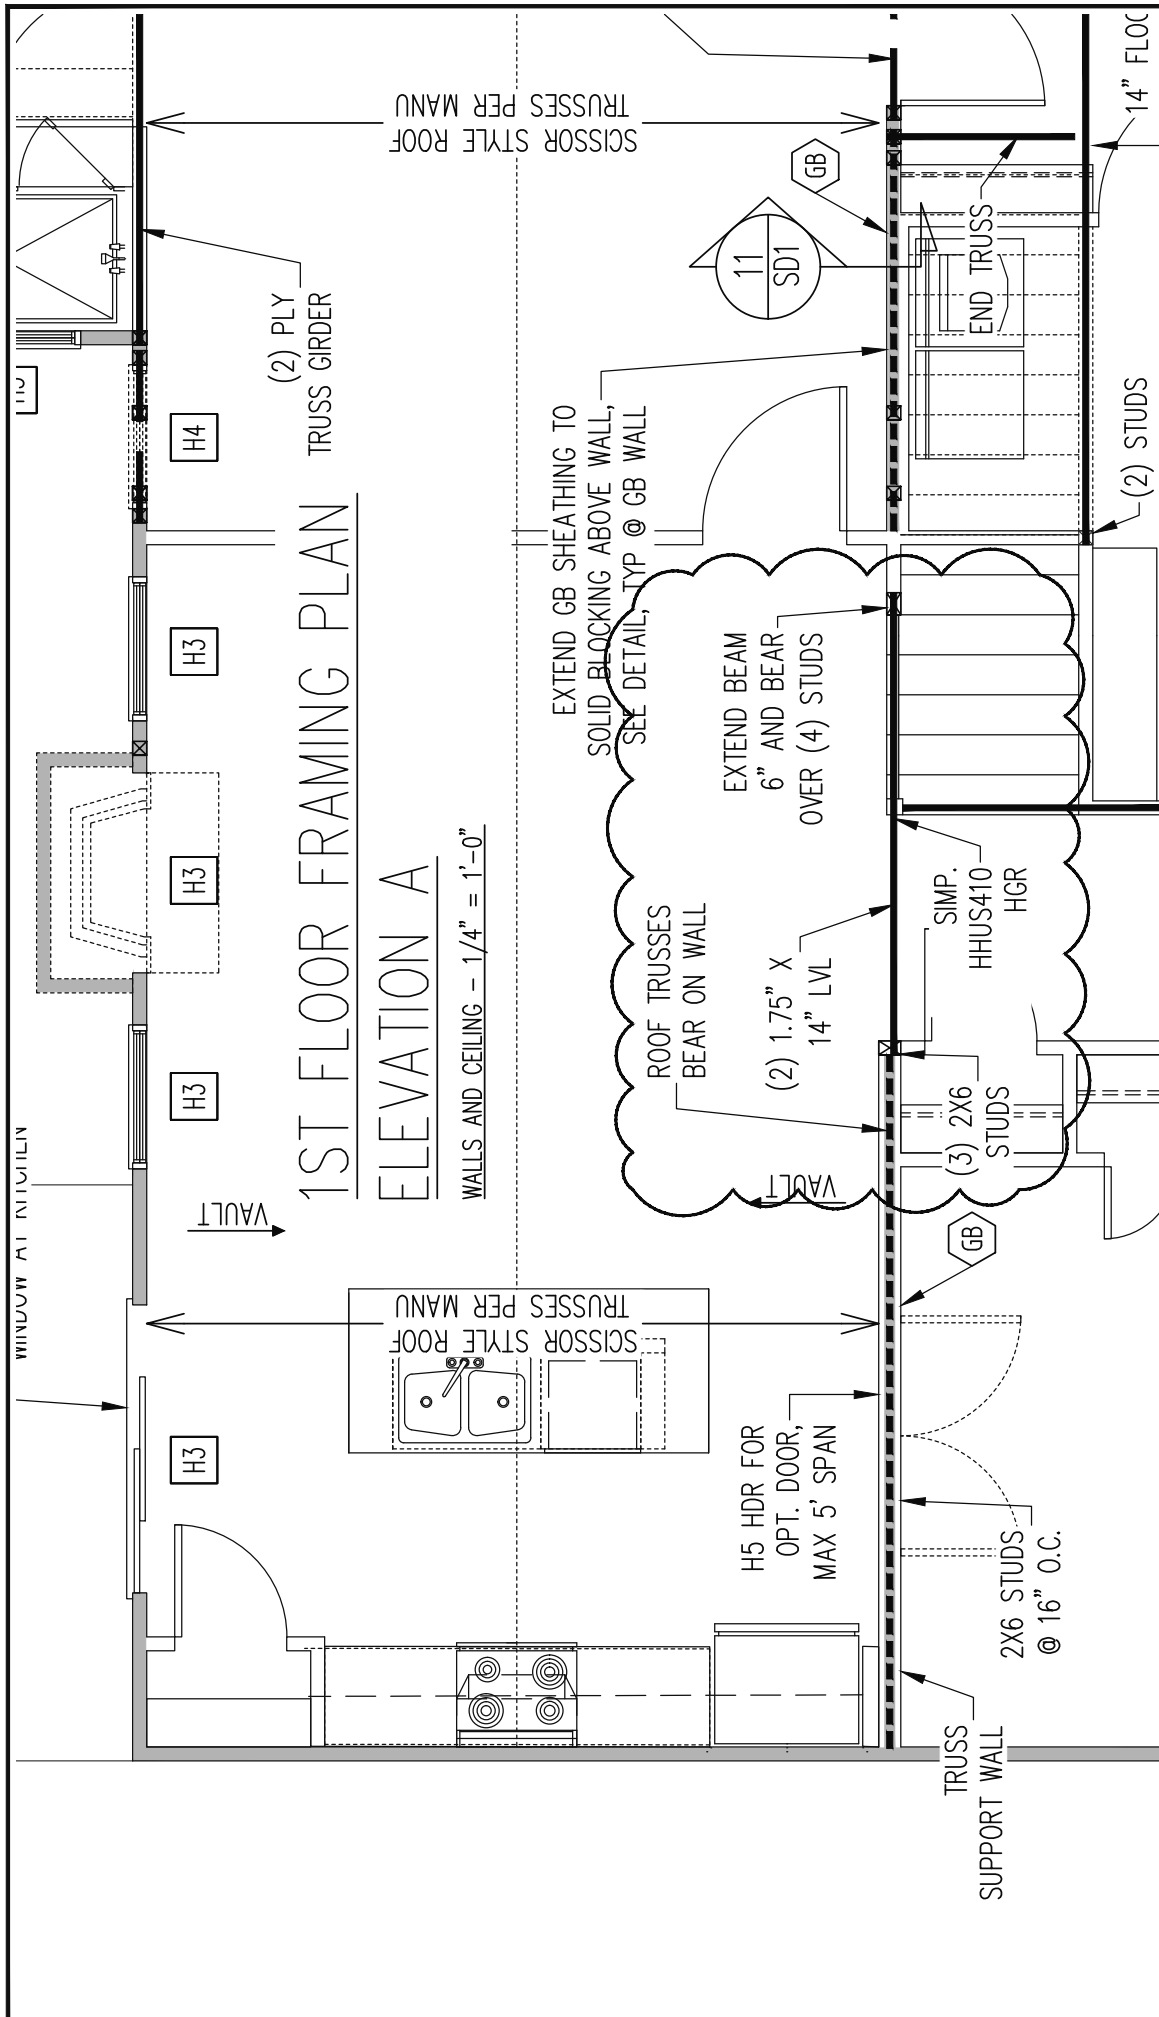 SCISSOR STYLE ROOF
TRUSSES PER MANU
14" FLOO
GB
11
SD1
END TRUSS
(2) PLY
TRUSS GIRDER
H4
(2) STUDS
EXTEND GB SHEATHING TO
SOLID BLOCKING ABOVE WALL,
SEE DETAIL, TYP @ GB WALL
H3
EXTEND BEAM
6" AND BEAR
OVER (4) STUDS
1ST FLOOR FRAMING PLAN
ELEVATION A
WALLS AND CEILING - 1/4" = 1'-0"
H3
SIMP.
HHUS410
HGR
ROOF TRUSSES
BEAR ON WALL
(2) 1.75" X
14" LVL
H3
(3) 2X6
STUDS
VAULT
VAULT
GB
WINDOW AT KITCHEN
SCISSOR STYLE ROOF
TRUSSES PER MANU
H3
H5 HDR FOR
OPT. DOOR,
MAX 5' SPAN
2X6 STUDS
@ 16" O.C.
TRUSS
SUPPORT WALL